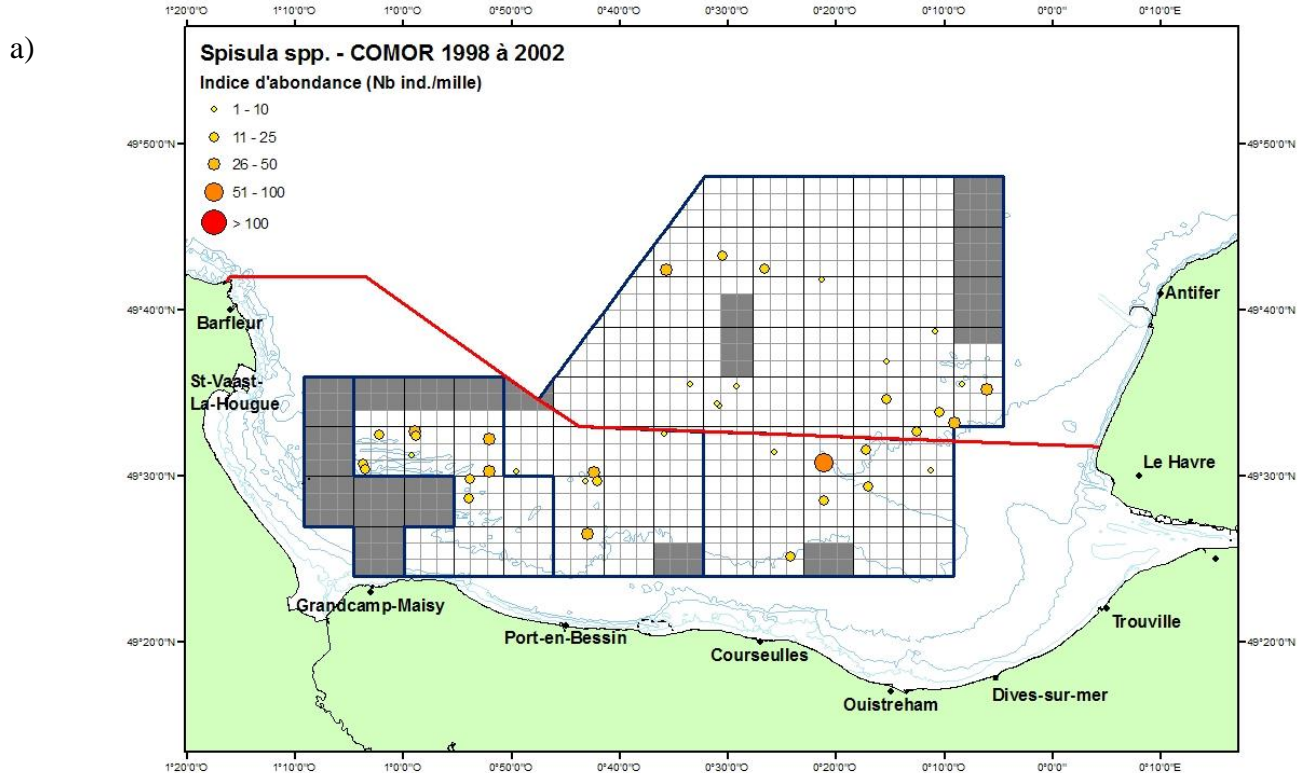 a)
1°20'0"O 1°10'0"O 1°0'0"O 0°50'0"O 0°40'0"O 0°30'0"O 0°20'0"O 0°10'0"O 0°0'0" 0°10'0"E
Spisula spp. - COMOR 1998 à 2002
Indice d'abondance (Nb ind./mille)
1 - 10
11 - 25
26 - 50
51 - 100
> 100
49°50'0"N 49°50'0"N
Antifer
49°40'0"N 49°40'0"N
Barfleur
St-Vaast-
La-Hougue
Le Havre
49°30'0"N 49°30'0"N
Grandcamp-Maisy
Trouville
Port-en-Bessin
49°20'0"N 49°20'0"N
Courseulles
Dives-sur-mer
Ouistreham
1°20'0"O 1°10'0"O 1°0'0"O 0°50'0"O 0°40'0"O 0°30'0"O 0°20'0"O 0°10'0"O 0°0'0" 0°10'0"E